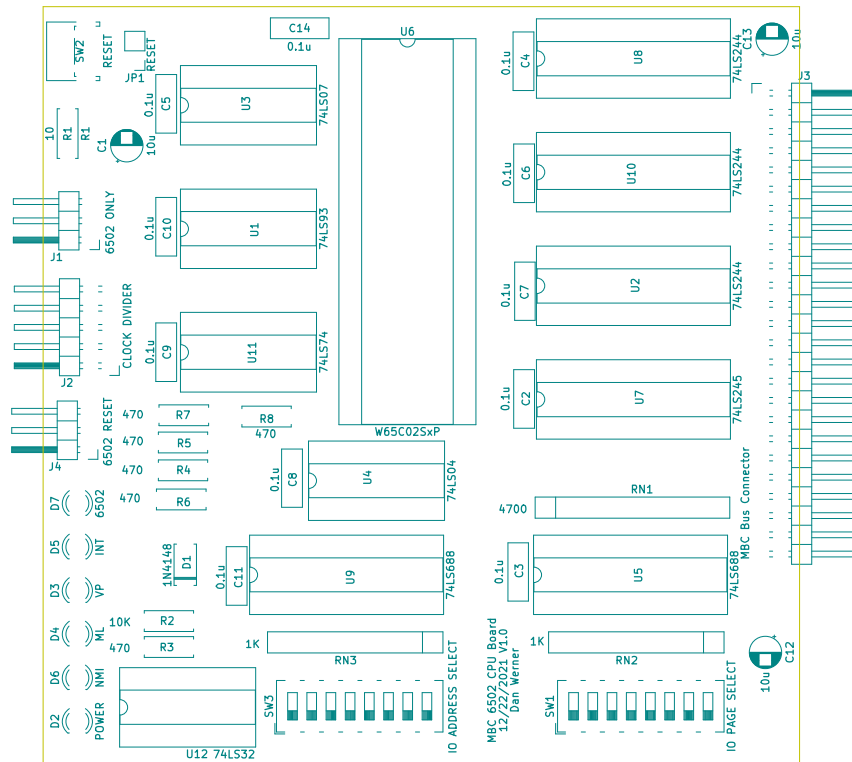 SW2
RESET
RESET
JP1
C14
0.1u
U6
W65C02SxP
C4
0.1u
U8
74LS244
C13
10u
J3
MBC Bus Connector
10
R1
R1
C1
10u
0.1u
C5
U3
74LS07
0.1u
C6
U10
74LS244
J1
6502 ONLY
0.1u
C10
U1
74LS93
0.1u
C7
U2
74LS244
J2
CLOCK DIVIDER
0.1u
C9
U11
74LS74
0.1u
C2
U7
74LS245
J4
6502 RESET
470
R7
R8
470
470
R5
470
R4
470
R6
0.1u
C8
U4
74LS04
4700
RN1
D7
6502
D5
INT
D3
VP
D4
ML
D6
NMI
D2
POWER
1N4148
D1
0.1u
C11
U9
74LS688
0.1u
C3
U5
74LS688
10K
R2
470
R3
1K
RN3
1K
RN2
C12
10u
U12 74LS32
SW3
IO ADDRESS SELECT
MBC 6502 CPU Board
12/22/2021 V1.0
Dan Werner
SW1
IO PAGE SELECT